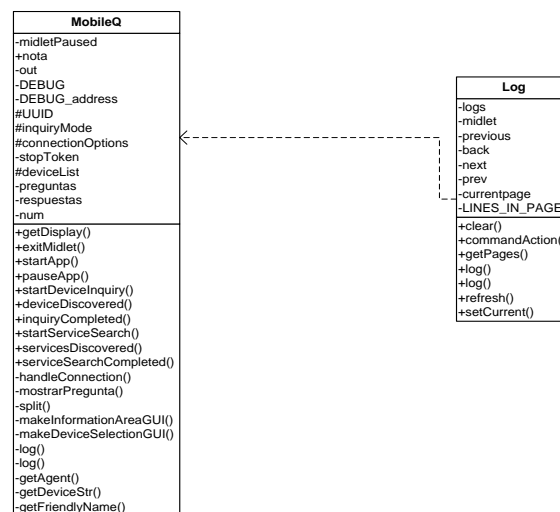 MobileQ
-midletPaused
+nota
-out
-DEBUG
-DEBUG_address
#UUID
#inquiryMode
#connectionOptions
-stopToken
#deviceList
-preguntas
-respuestas
-num
+getDisplay()
+exitMidlet()
+startApp()
+pauseApp()
+startDeviceInquiry()
+deviceDiscovered()
+inquiryCompleted()
+startServiceSearch()
+servicesDiscovered()
+serviceSearchCompleted()
-handleConnection()
-mostrarPregunta()
-split()
-makeInformationAreaGUI()
-makeDeviceSelectionGUI()
-log()
-log()
-getAgent()
-getDeviceStr()
-getFriendlyName()
Log
-logs
-midlet
-previous
-back
-next
-prev
-currentpage
-LINES_IN_PAGE
+clear()
+commandAction(
+getPages()
+log()
+log()
+refresh()
+setCurrent()